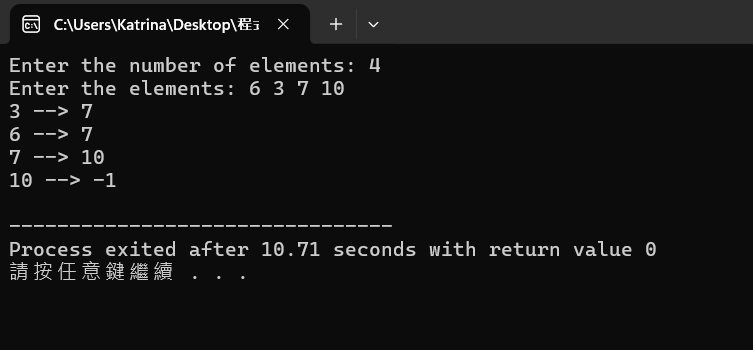 C:\Users\Katrina\Desktop\程式
Enter the number of elements: 4
Enter the elements: 6 3 7 10
3 --> 7
6 --> 7
7 --> 10
10 --> -1
--------------------------------
Process exited after 10.71 seconds with return value 0
請按任意鍵繼續 . . .